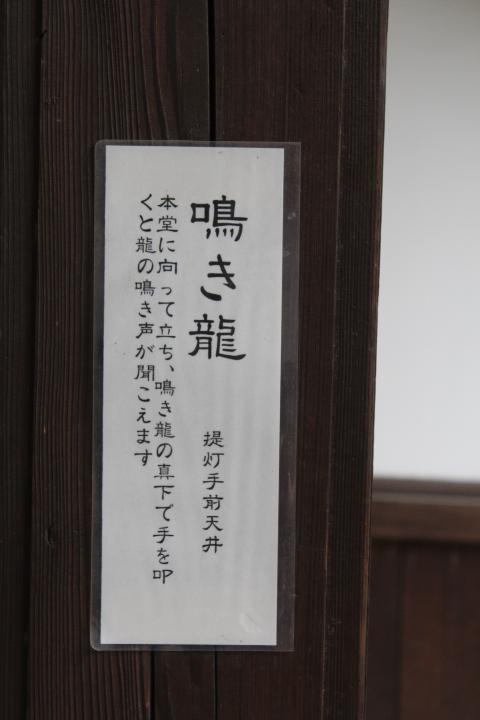 鳴き龍 提灯手前天井
本堂に向って立ち、鳴き龍の真下で手を叩
くと龍の鳴き声が聞こえます